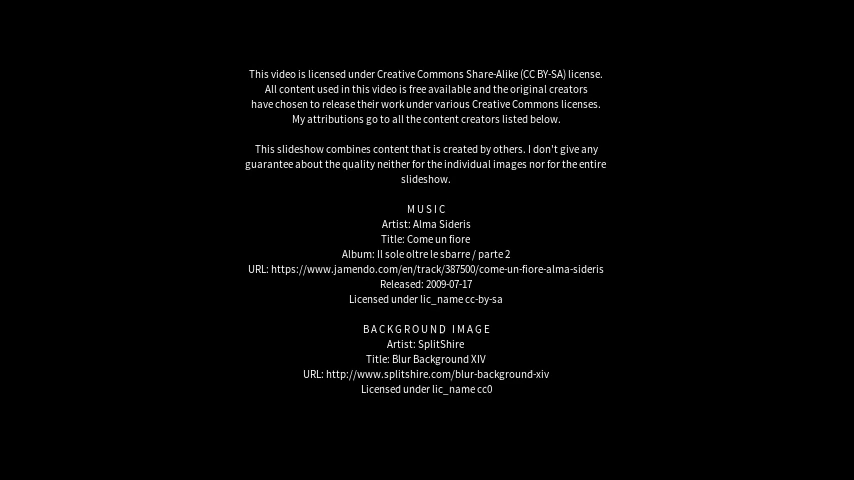 This video is licensed under Creative Commons Share-Alike (CC BY-SA) license.
All content used in this video is free available and the original creators
have chosen to release their work under various Creative Commons licenses.
My attributions go to all the content creators listed below.
This slideshow combines content that is created by others. I don't give any
guarantee about the quality neither for the individual images nor for the entire
slideshow.
MUSIC
Artist: Alma Sideris
Title: Come un fiore
Album: Il sole oltre le sbarre / parte 2
URL: https://www.jamendo.com/en/track/387500/come-un-fiore-alma-sideris
Released: 2009-07-17
Licensed under lic_name cc-by-sa
BACKGROUND IMAGE
Artist: SplitShire
Title: Blur Background XIV
URL: http://www.splitshire.com/blur-background-xiv
Licensed under lic_name cc0